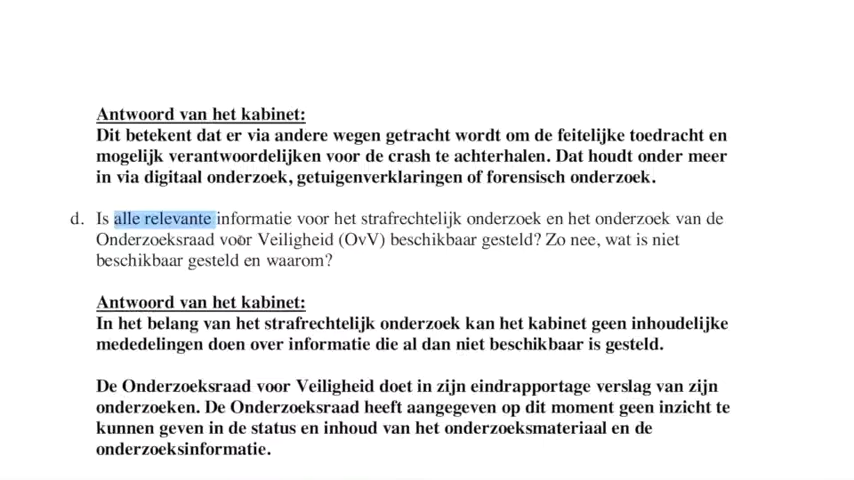 Antwoord van het kabinet:
Dit betekent dat er via andere wegen getracht wordt om de feitelijke toedracht en
mogelijk verantwoordelijken voor de crash te achterhalen. Dat houdt onder meer
in via digitaal onderzoek, getuigenverklaringen of forensisch onderzoek.
d. Is alle relevante informatie voor het strafrechtelijk onderzoek en het onderzoek van de
Onderzoeksraad voor Veiligheid (OvV) beschikbaar gesteld? Zo nee, wat is niet
beschikbaar gesteld en waarom?
Antwoord van het kabinet:
In het belang van het strafrechtelijk onderzoek kan het kabinet geen inhoudelijke
mededelingen doen over informatie die al dan niet beschikbaar is gesteld.
De Onderzoeksraad voor Veiligheid doet in zijn eindrapportage verslag van zijn
onderzoeken. De Onderzoeksraad heeft aangegeven op dit moment geen inzicht te
kunnen geven in de status en inhoud van het onderzoeksmateriaal en de
onderzoeksinformatie.